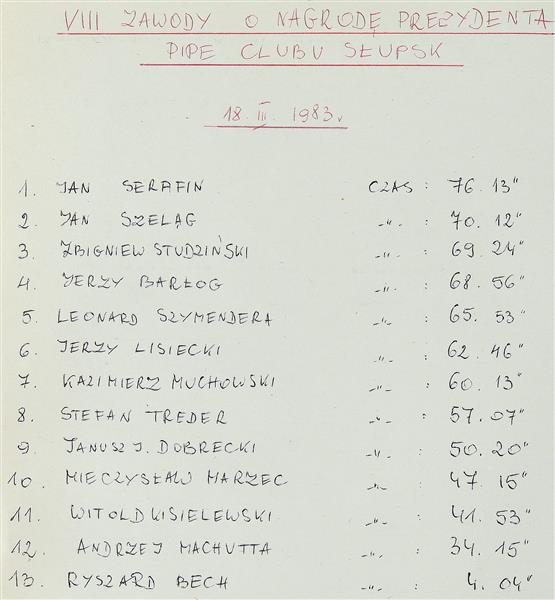 VIII ZAWODY O NAGRODĘ PREZYDENTA
PIPE CLUBU SŁUPSK
18. III. 1983r.
1. JAN SERAFIN CZAS : 76.13"
2. JAN SZELĄG -"- : 70.12"
3. ZBIGNIEW STUDZIŃSKI -"- : 69.24"
4. JERZY BARŁOG -"- : 68.56"
5. LEONARD SZYMENDERA -"- : 65.53"
6. JERZY LISIECKI -"- : 62.46"
7. KAZIMIERZ MUCHOWSKI -"- : 60.13"
8. STEFAN TREDER -"- : 57.07"
9. JANUSZ J. DOBRECKI -"- : 50.20"
10. MIECZYSŁAW MARZEC -"- : 47.15"
11. WITOLD KISIELEWSKI -"- : 41.53"
12. ANDRZEJ MACHUTTA -"- : 34.15"
13. RYSZARD BECH -"- : 4.04"